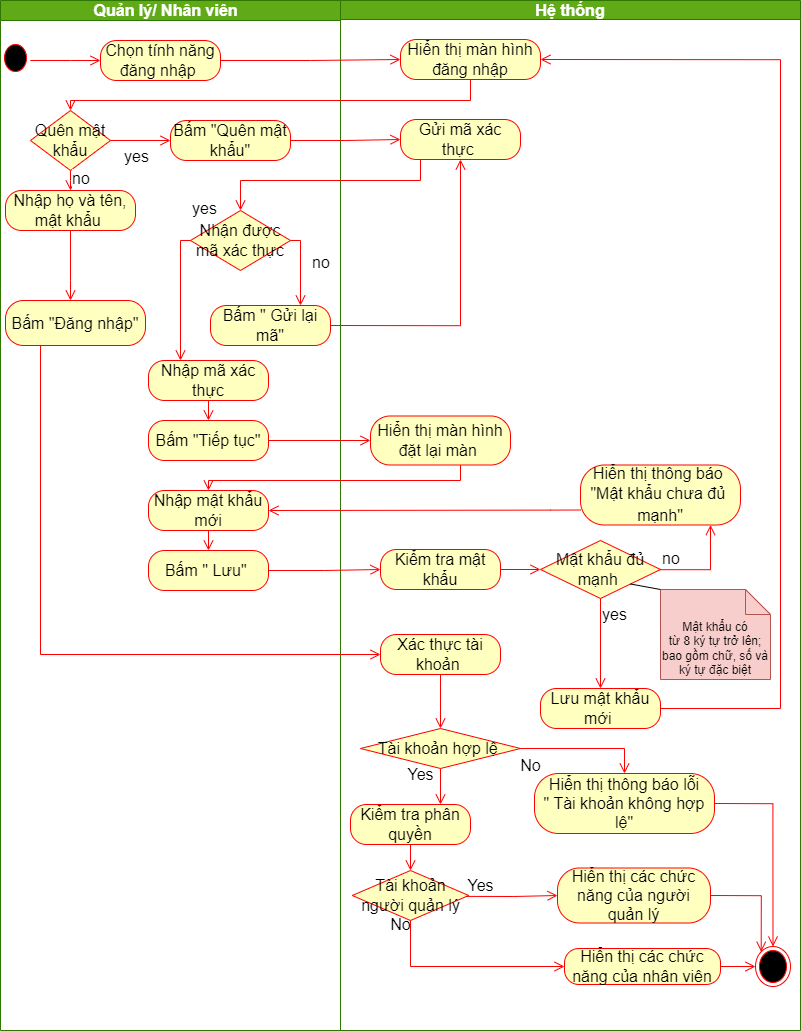 Quản lý/ Nhân viên
Hệ thống
Chọn tính năng
đăng nhập
Hiển thị màn hình
đăng nhập
Quên mật
khẩu
yes
no
Bấm "Quên mật
khẩu"
Gửi mã xác
thực
Nhập họ và tên,
mật khẩu
yes
Nhận được
mã xác thực
no
Bấm "Đăng nhập"
Bấm " Gửi lại
mã"
Nhập mã xác
thực
Bấm "Tiếp tục"
Hiển thị màn hình
đặt lại màn
Nhập mật khẩu
mới
Hiển thị thông báo
"Mật khẩu chưa đủ
mạnh"
Bấm " Lưu"
Kiểm tra mật
khẩu
Mật khẩu đủ
mạnh
no
yes
Mật khẩu có
từ 8 ký tự trở lên;
bao gồm chữ, số và
ký tự đặc biệt
Xác thực tài
khoản
Lưu mật khẩu
mới
Tài khoản hợp lệ
No
Yes
Hiển thị thông báo lỗi
" Tài khoản không hợp
lệ"
Kiểm tra phân
quyền
Tài khoản
người quản lý
Yes
No
Hiển thị các chức
năng của người
quản lý
Hiển thị các chức
năng của nhân viên